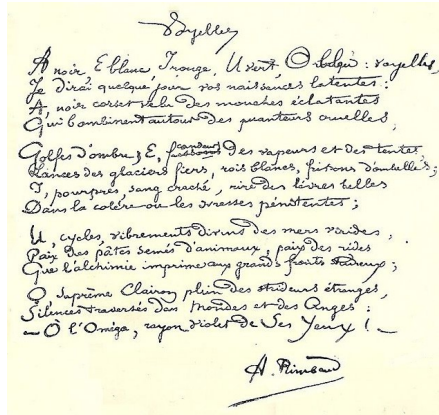 Voyelles
A noir, E blanc, I rouge, U vert, O bleu : voyelles,
Je dirai quelque jour vos naissances latentes :
A, noir corset velu des mouches éclatantes
Qui bombinent autour des puanteurs cruelles,
Golfes d'ombre ; E, candeurs frissons des vapeurs et des tentes,
Lances des glaciers fiers, rois blancs, frissons d'ombelles ;
I, pourpres, sang craché, rire des lèvres belles
Dans la colère ou les ivresses pénitentes ;
U, cycles, vibrements divins des mers virides,
Paix des pâtis semés d'animaux, paix des rides
Que l'alchimie imprime aux grands fronts studieux ;
O, Suprême Clairon plein des strideurs étranges,
Silences traversés des Mondes et des Anges :
— O l'Oméga, rayon violet de Ses Yeux ! —
A. Rimbaud